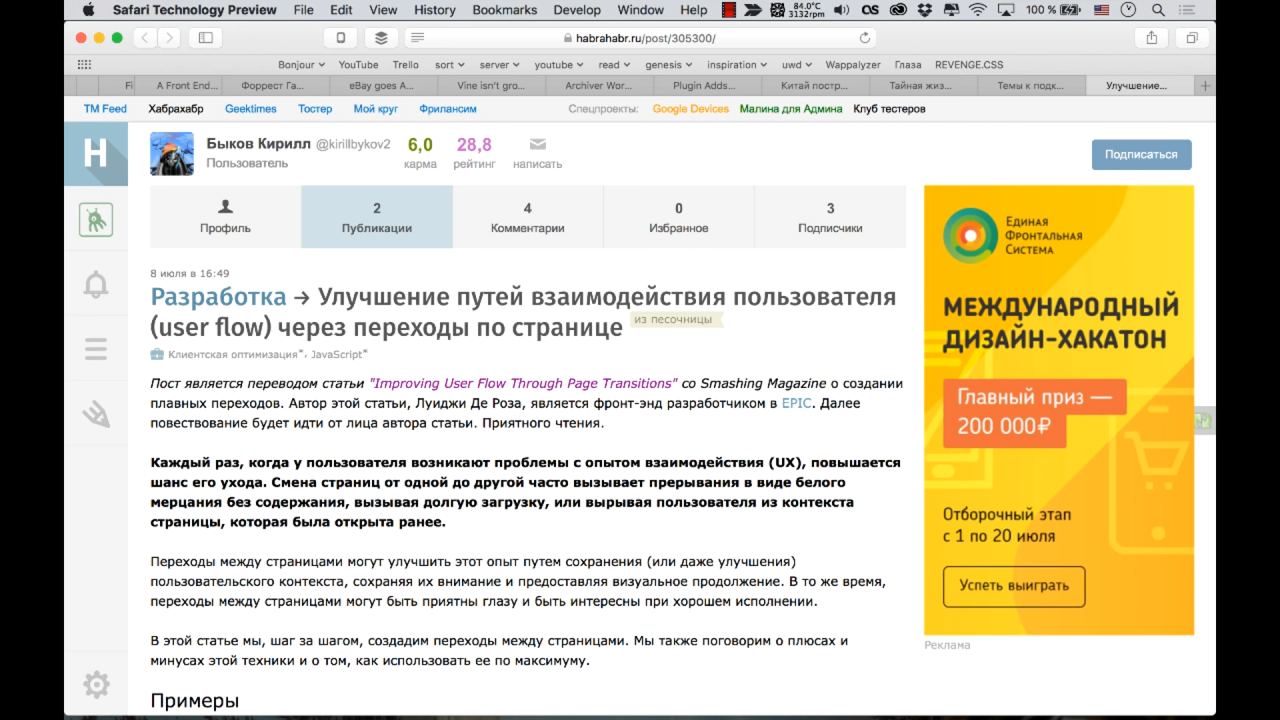 Safari Technology Preview File Edit View History Bookmarks Develop Window Help 84.0°C 3132rpm 100 %
habrahabr.ru/post/305300/
Bonjour YouTube Trello sort server youtube read genesis inspiration uwd Wappalyzer Глаза REVENGE.CSS
Fi A Front End... Форрест Га... eBay goes A... Vine isn't gro... Archiver Wor... Plugin Adds... Китай постр... Тайная жиз... Темы к подк... Улучшение...
TM Feed Хабрахабр Geektimes Тостер Мой круг Фрилансим Спецпроекты: Google Devices Малина для Админа Клуб тестеров
H
Быков Кирилл @kirillbykov2
Пользователь
6,0
карма
28,8
рейтинг
написать
Подписаться
Профиль
2
Публикации
4
Комментарии
0
Избранное
3
Подписчики
8 июля в 16:49
Разработка → Улучшение путей взаимодействия пользователя
(user flow) через переходы по странице из песочницы
Клиентская оптимизация*, JavaScript*
Пост является переводом статьи "Improving User Flow Through Page Transitions" со Smashing Magazine о создании
плавных переходов. Автор этой статьи, Луиджи Де Роза, является фронт-энд разработчиком в EPIC. Далее
повествование будет идти от лица автора статьи. Приятного чтения.
Каждый раз, когда у пользователя возникают проблемы с опытом взаимодействия (UX), повышается
шанс его ухода. Смена страниц от одной до другой часто вызывает прерывания в виде белого
мерцания без содержания, вызывая долгую загрузку, или вырывая пользователя из контекста
страницы, которая была открыта ранее.
Переходы между страницами могут улучшить этот опыт путем сохранения (или даже улучшения)
пользовательского контекста, сохраняя их внимание и предоставляя визуальное продолжение. В то же время,
переходы между страницами могут быть приятны глазу и быть интересны при хорошем исполнении.
В этой статье мы, шаг за шагом, создадим переходы между страницами. Мы также поговорим о плюсах и
минусах этой техники и о том, как использовать ее по максимуму.
Примеры
Единая
Фронтальная
Система
МЕЖДУНАРОДНЫЙ
ДИЗАЙН-ХАКАТОН
Главный приз —
200 000₽
Отборочный этап
с 1 по 20 июля
Успеть выиграть
Реклама